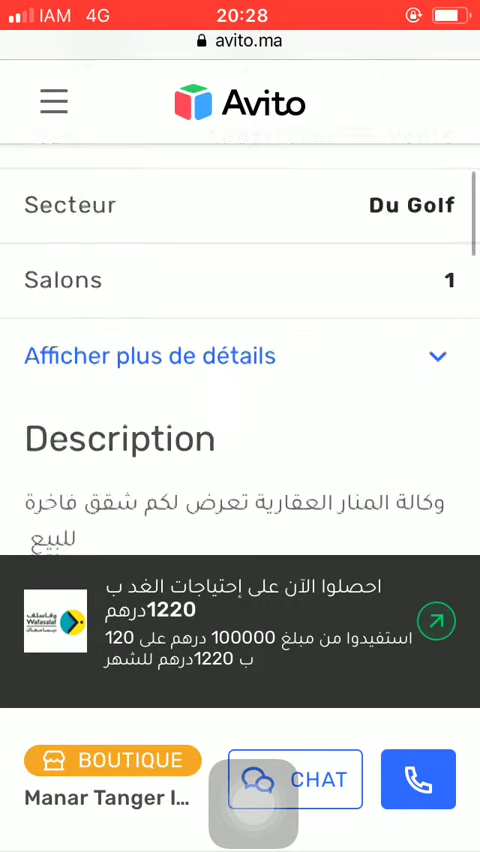 IAM 4G 20:28
avito.ma
Avito
Secteur Du Golf
Salons 1
Afficher plus de détails
Description
وكالة المنار العقارية تعرض لكم شقق فاخرة
للبيع
احصلوا الآن على إحتياجات الغد ب
1220درهم
استفيدوا من مبلغ 100000 درهم على 120
ب 1220درهم للشهر
وفاسلف
Wafasalaf
BOUTIQUE
CHAT
Manar Tanger I...